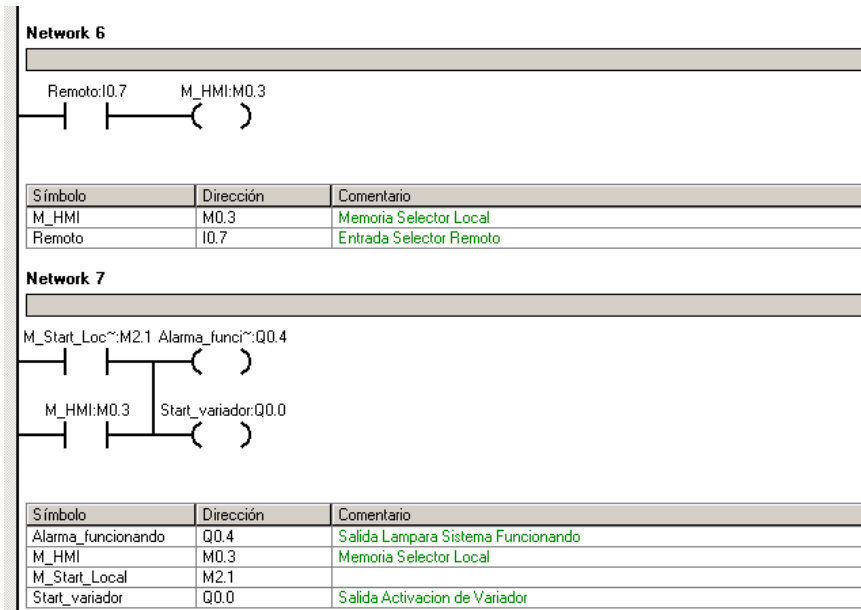 Network 6
Remoto:I0.7 M_HMI:M0.3
Símbolo Dirección Comentario
M_HMI M0.3 Memoria Selector Local
Remoto I0.7 Entrada Selector Remoto
Network 7
M_Start_Loc~:M2.1 Alarma_funci~:Q0.4
M_HMI:M0.3 Start_variador:Q0.0
Símbolo Dirección Comentario
Alarma_funcionando Q0.4 Salida Lampara Sistema Funcionando
M_HMI M0.3 Memoria Selector Local
M_Start_Local M2.1
Start_variador Q0.0 Salida Activacion de Variador